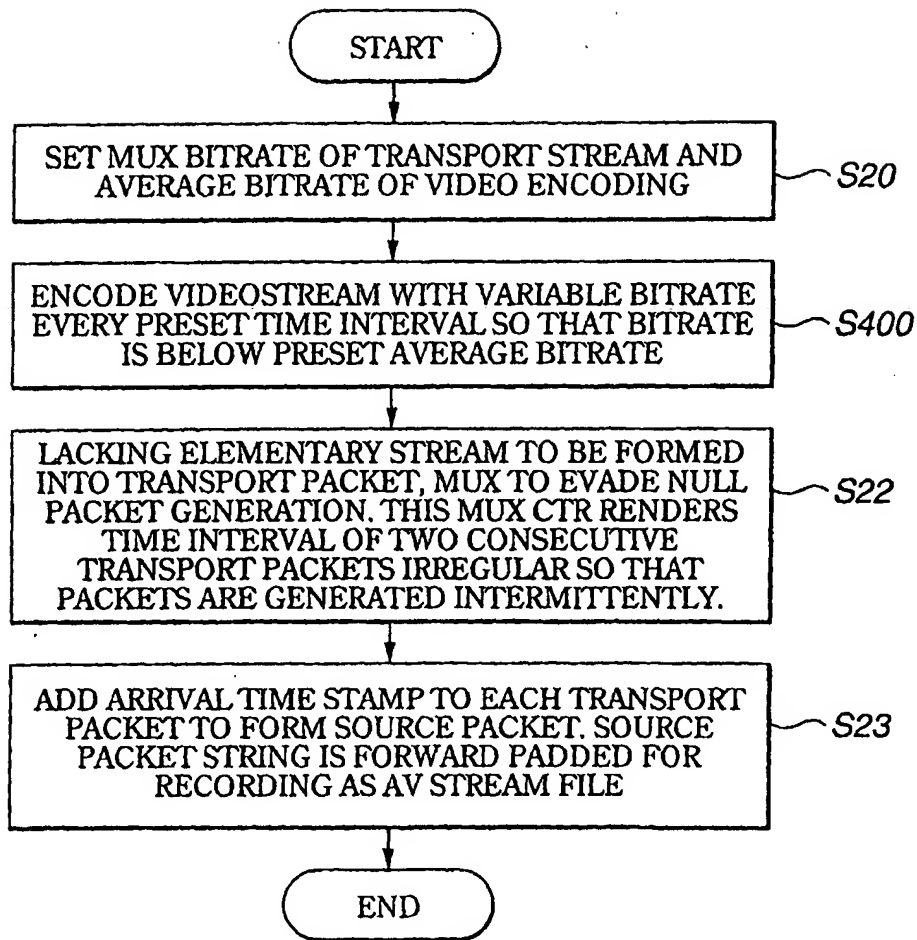 START
SET MUX BITRATE OF TRANSPORT STREAM AND
AVERAGE BITRATE OF VIDEO ENCODING
S20
ENCODE VIDEOSTREAM WITH VARIABLE BITRATE
EVERY PRESET TIME INTERVAL SO THAT BITRATE
IS BELOW PRESET AVERAGE BITRATE
S400
LACKING ELEMENTARY STREAM TO BE FORMED
INTO TRANSPORT PACKET, MUX TO EVADE NULL
PACKET GENERATION. THIS MUX CTR RENDERS
TIME INTERVAL OF TWO CONSECUTIVE
TRANSPORT PACKETS IRREGULAR SO THAT
PACKETS ARE GENERATED INTERMITTENTLY.
S22
ADD ARRIVAL TIME STAMP TO EACH TRANSPORT
PACKET TO FORM SOURCE PACKET. SOURCE
PACKET STRING IS FORWARD PADDED FOR
RECORDING AS AV STREAM FILE
S23
END